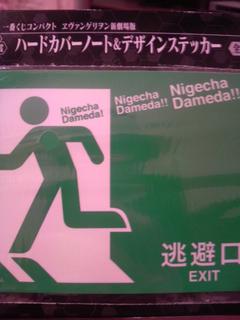 一番くじコンパクト ヱヴァンゲリヲン新劇場版
ハードカバーノート&デザインステッカー
全
Nigecha
Dameda!
Nigecha
Dameda!!
Nigecha
Dameda!!
逃避口
EXIT